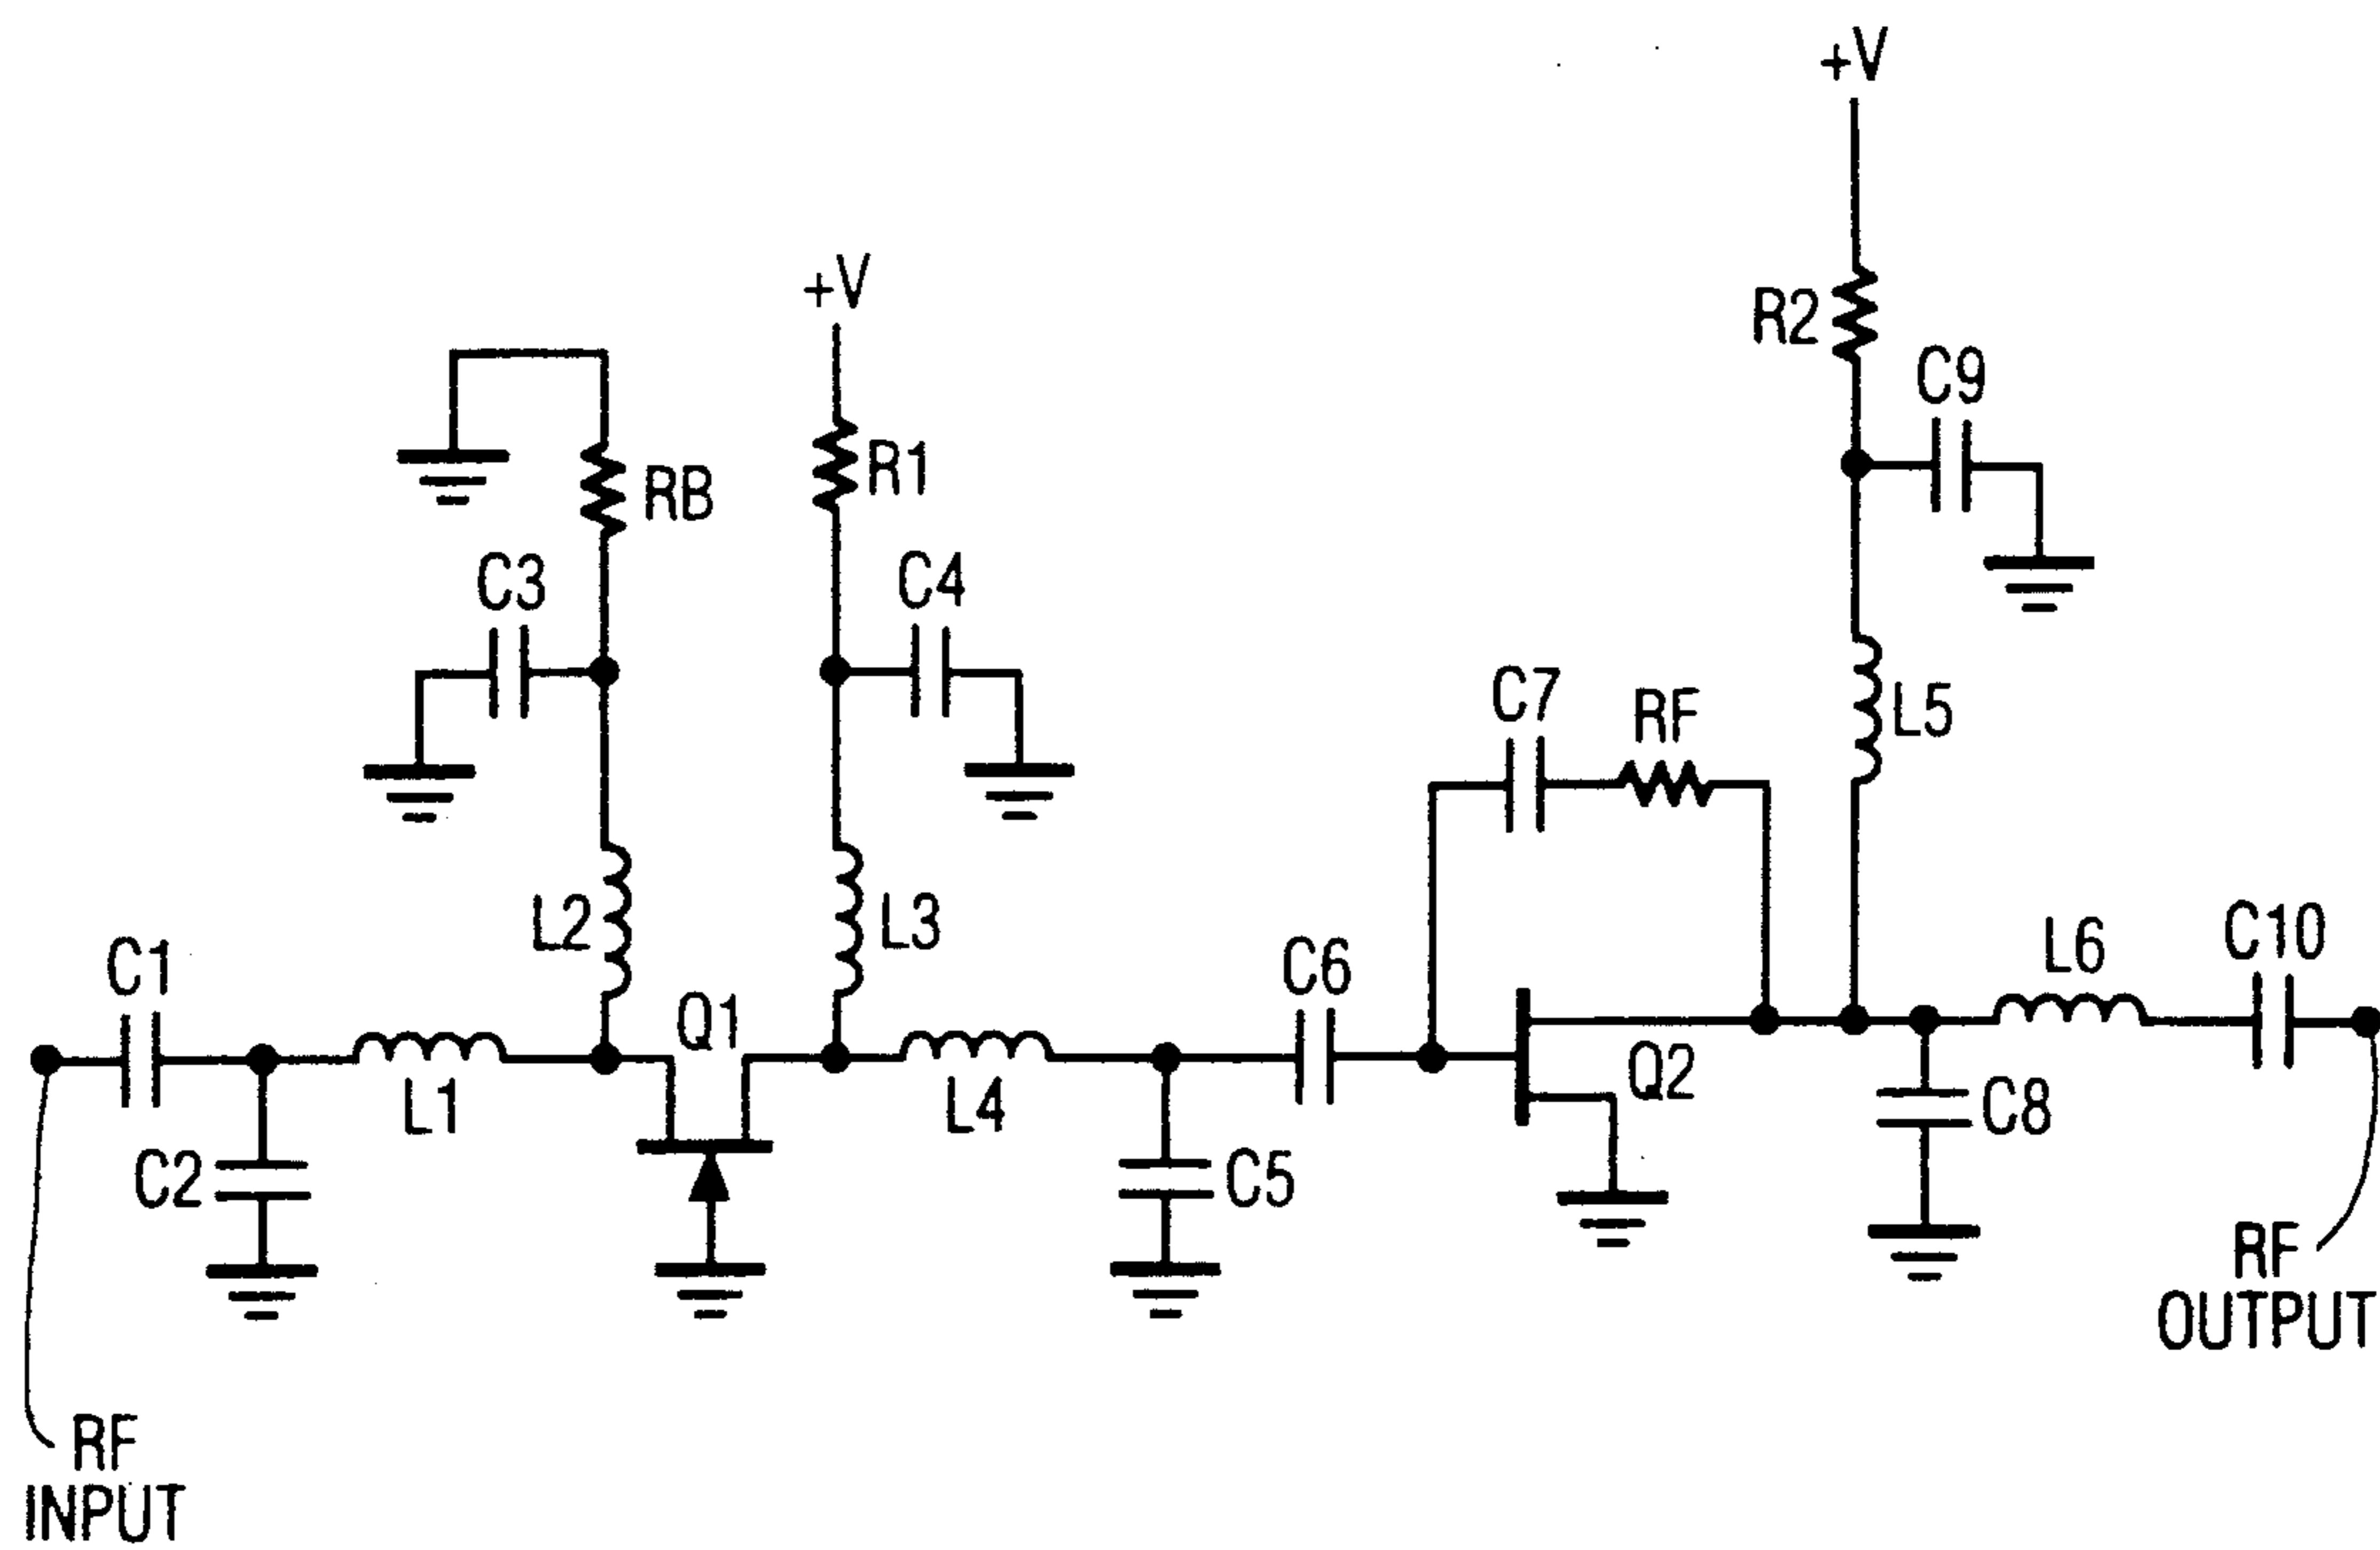 +V
+V
R2
C9
RB
R1
C3
C4
C7
RF
L5
L2
L3
C1
C6
L6
C10
Q1
L1
L4
Q2
C2
C5
C8
RF
OUTPUT
RF
INPUT